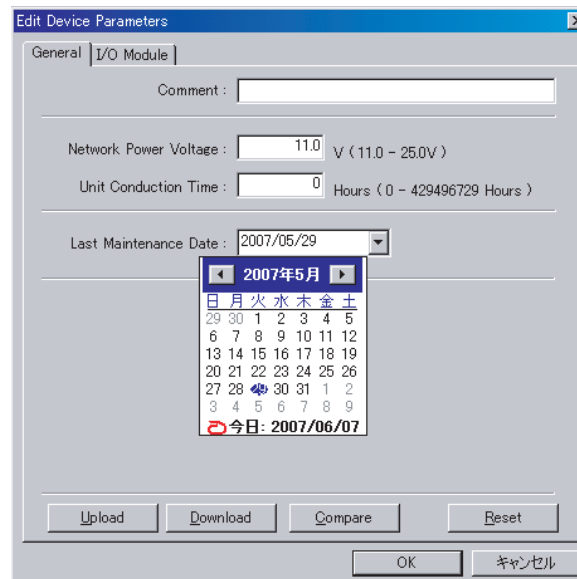 Edit Device Parameters
General I/O Module
Comment :
Network Power Voltage : 11.0 V ( 11.0 - 25.0V )
Unit Conduction Time : 0 Hours ( 0 - 429496729 Hours )
Last Maintenance Date : 2007/05/29
2007年5月
日 月 火 水 木 金 土
29 30 1 2 3 4 5
6 7 8 9 10 11 12
13 14 15 16 17 18 19
20 21 22 23 24 25 26
27 28 29 30 31 1 2
3 4 5 6 7 8 9
今日: 2007/06/07
Upload Download Compare Reset
OK キャンセル